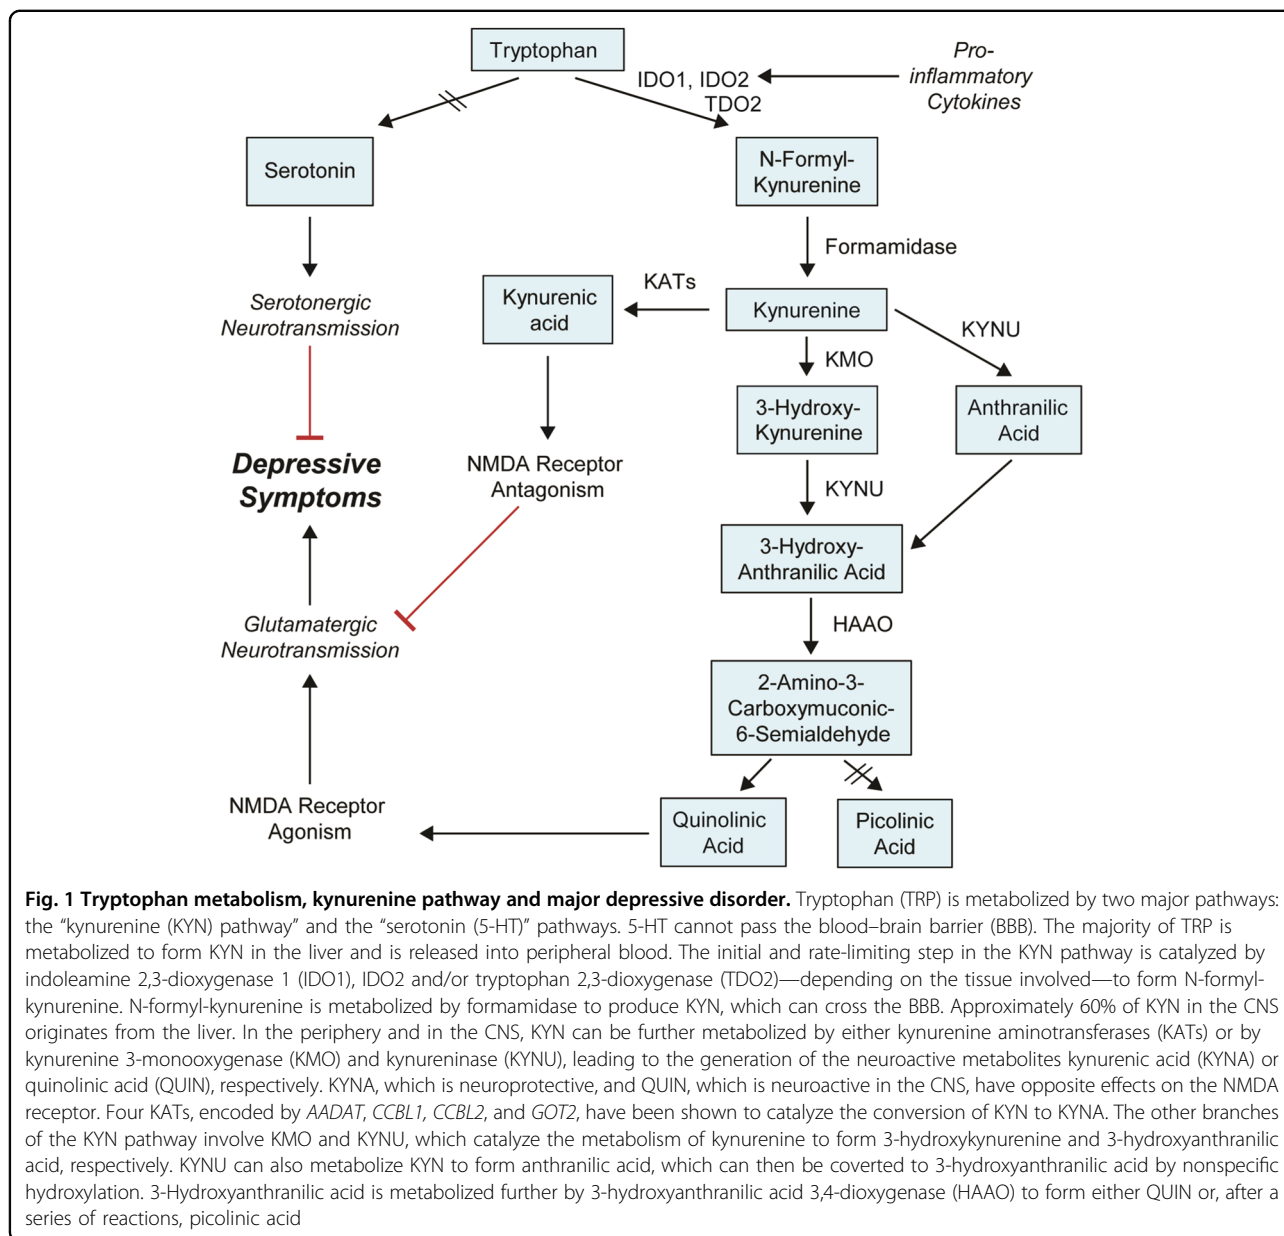 Tryptophan
Pro-
inflammatory
Cytokines
IDO1, IDO2
TDO2
Serotonin
N-Formyl-
Kynurenine
Formamidase
Serotonergic
Neurotransmission
Kynurenic
acid
KATs
Kynurenine
KYNU
KMO
3-Hydroxy-
Kynurenine
Anthranilic
Acid
Depressive
Symptoms
NMDA Receptor
Antagonism
KYNU
3-Hydroxy-
Anthranilic Acid
Glutamatergic
Neurotransmission
HAAO
2-Amino-3-
Carboxymuconic-
6-Semialdehyde
NMDA Receptor
Agonism
Quinolinic
Acid
Picolinic
Acid
Fig. 1 Tryptophan metabolism, kynurenine pathway and major depressive disorder. Tryptophan (TRP) is metabolized by two major pathways:
the “kynurenine (KYN) pathway” and the “serotonin (5-HT)” pathways. 5-HT cannot pass the blood–brain barrier (BBB). The majority of TRP is
metabolized to form KYN in the liver and is released into peripheral blood. The initial and rate-limiting step in the KYN pathway is catalyzed by
indoleamine 2,3-dioxygenase 1 (IDO1), IDO2 and/or tryptophan 2,3-dioxygenase (TDO2)—depending on the tissue involved—to form N-formyl-
kynurenine. N-formyl-kynurenine is metabolized by formamidase to produce KYN, which can cross the BBB. Approximately 60% of KYN in the CNS
originates from the liver. In the periphery and in the CNS, KYN can be further metabolized by either kynurenine aminotransferases (KATs) or by
kynurenine 3-monooxygenase (KMO) and kynureninase (KYNU), leading to the generation of the neuroactive metabolites kynurenic acid (KYNA) or
quinolinic acid (QUIN), respectively. KYNA, which is neuroprotective, and QUIN, which is neuroactive in the CNS, have opposite effects on the NMDA
receptor. Four KATs, encoded by AADAT, CCBL1, CCBL2, and GOT2, have been shown to catalyze the conversion of KYN to KYNA. The other branches
of the KYN pathway involve KMO and KYNU, which catalyze the metabolism of kynurenine to form 3-hydroxykynurenine and 3-hydroxyanthranilic
acid, respectively. KYNU can also metabolize KYN to form anthranilic acid, which can then be coverted to 3-hydroxyanthranilic acid by nonspecific
hydroxylation. 3-Hydroxyanthranilic acid is metabolized further by 3-hydroxyanthranilic acid 3,4-dioxygenase (HAAO) to form either QUIN or, after a
series of reactions, picolinic acid